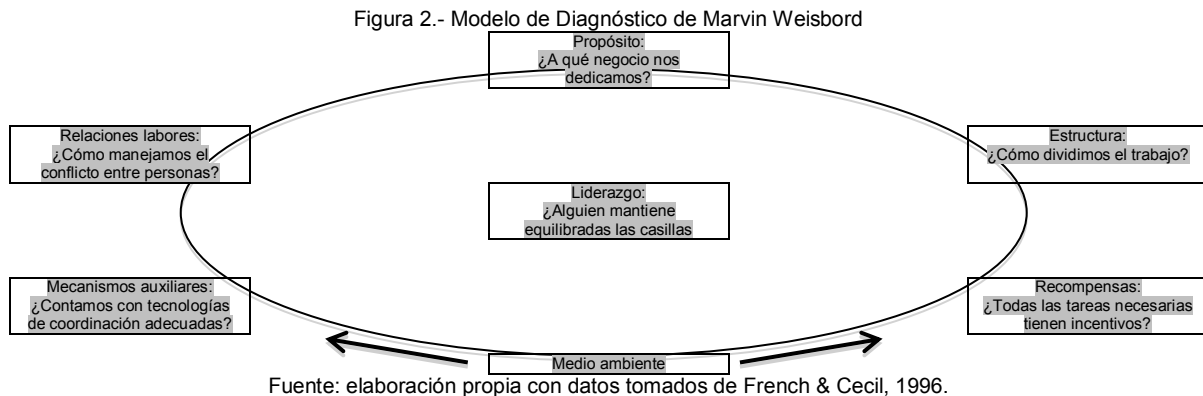 Figura 2.- Modelo de Diagnóstico de Marvin Weisbord
Propósito:
¿A qué negocio nos
dedicamos?
Relaciones labores:
¿Cómo manejamos el
conflicto entre personas?
Estructura:
¿Cómo dividimos el trabajo?
Liderazgo:
¿Alguien mantiene
equilibradas las casillas
Mecanismos auxiliares:
¿Contamos con tecnologías
de coordinación adecuadas?
Recompensas:
¿Todas las tareas necesarias
tienen incentivos?
Medio ambiente
Fuente: elaboración propia con datos tomados de French & Cecil, 1996.